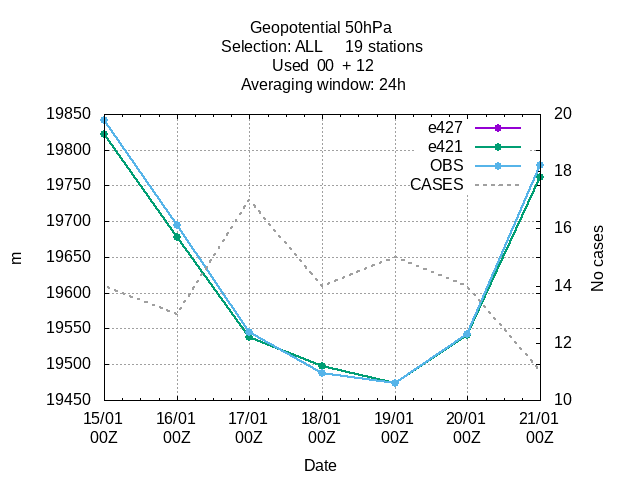 Geopotential 50hPa
Selection: ALL     19 stations
Used  00  + 12
Averaging window: 24h
19850
19800
19750
19700
19650
19600
19550
19500
19450
m
e427
e421
OBS
CASES
20
18
16
14
12
10
No cases
15/01 16/01 17/01 18/01 19/01 20/01 21/01
00Z 00Z 00Z 00Z 00Z 00Z 00Z
Date